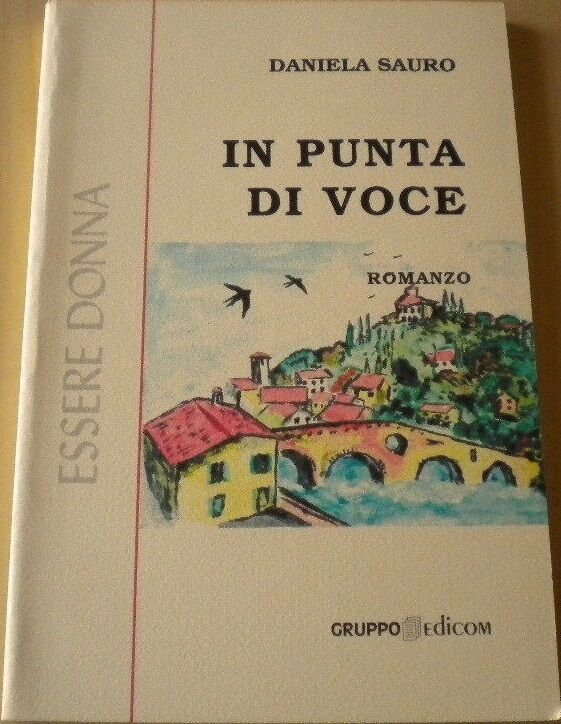 DANIELA SAURO
IN PUNTA
DI VOCE
ROMANZO
ESSERE DONNA
GRUPPO EDICOM